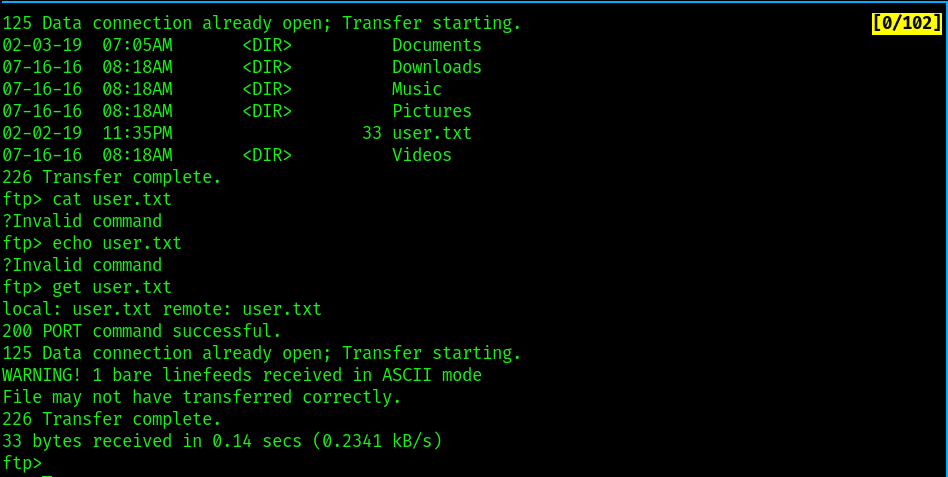 125 Data connection already open; Transfer starting. [0/102]
02-03-19  07:05AM       <DIR>          Documents
07-16-16  08:18AM       <DIR>          Downloads
07-16-16  08:18AM       <DIR>          Music
07-16-16  08:18AM       <DIR>          Pictures
02-02-19  11:35PM                   33 user.txt
07-16-16  08:18AM       <DIR>          Videos
226 Transfer complete.
ftp> cat user.txt
?Invalid command
ftp> echo user.txt
?Invalid command
ftp> get user.txt
local: user.txt remote: user.txt
200 PORT command successful.
125 Data connection already open; Transfer starting.
WARNING! 1 bare linefeeds received in ASCII mode
File may not have transferred correctly.
226 Transfer complete.
33 bytes received in 0.14 secs (0.2341 kB/s)
ftp>